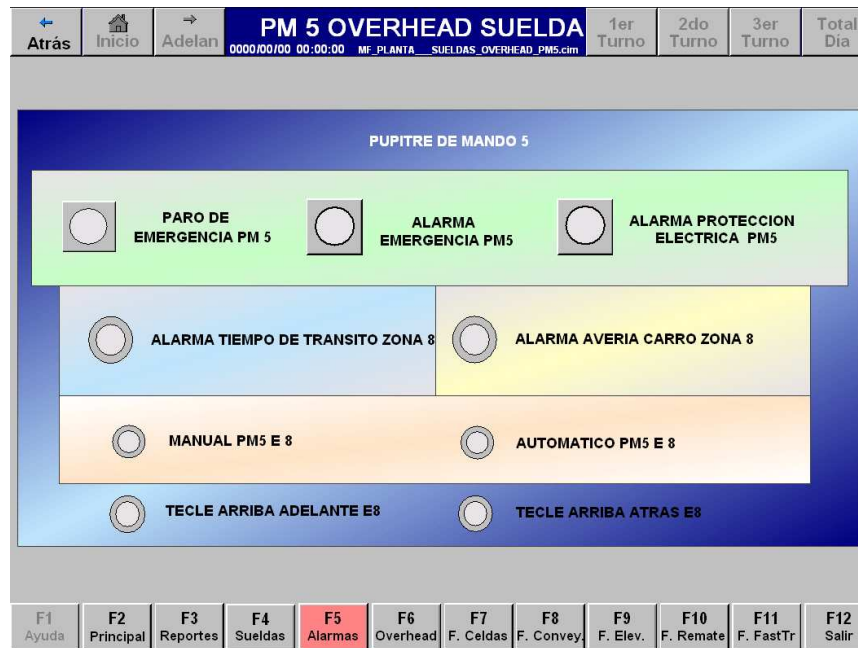 Atrás
Inicio
Adelan
PM 5 OVERHEAD SUELDA
0000/00/00 00:00:00 MF_PLANTA___SUELDAS_OVERHEAD_PM5.cim
1er
Turno
2do
Turno
3er
Turno
Total
Día
PUPITRE DE MANDO 5
PARO DE
EMERGENCIA PM 5
ALARMA
EMERGENCIA PM5
ALARMA PROTECCION
ELECTRICA PM5
ALARMA TIEMPO DE TRANSITO ZONA 8
ALARMA AVERIA CARRO ZONA 8
MANUAL PM5 E 8
AUTOMATICO PM5 E 8
TECLE ARRIBA ADELANTE E8
TECLE ARRIBA ATRAS E8
F1
Ayuda
F2
Principal
F3
Reportes
F4
Sueldas
F5
Alarmas
F6
Overhead
F7
F. Celdas
F8
F. Convey.
F9
F. Elev.
F10
F. Remate
F11
F. FastTr
F12
Salir